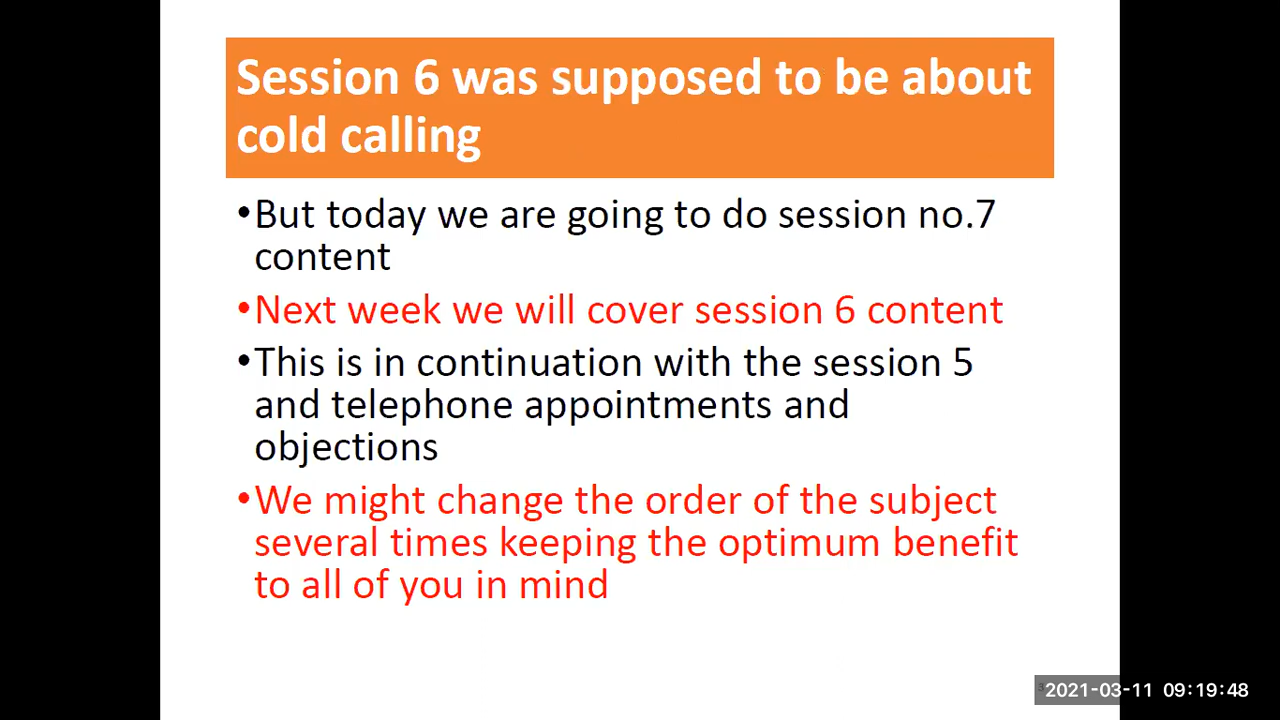 Session 6 was supposed to be about
cold calling
•But today we are going to do session no.7
content
•Next week we will cover session 6 content
•This is in continuation with the session 5
and telephone appointments and
objections
•We might change the order of the subject
several times keeping the optimum benefit
to all of you in mind
2021-03-11 09:19:48